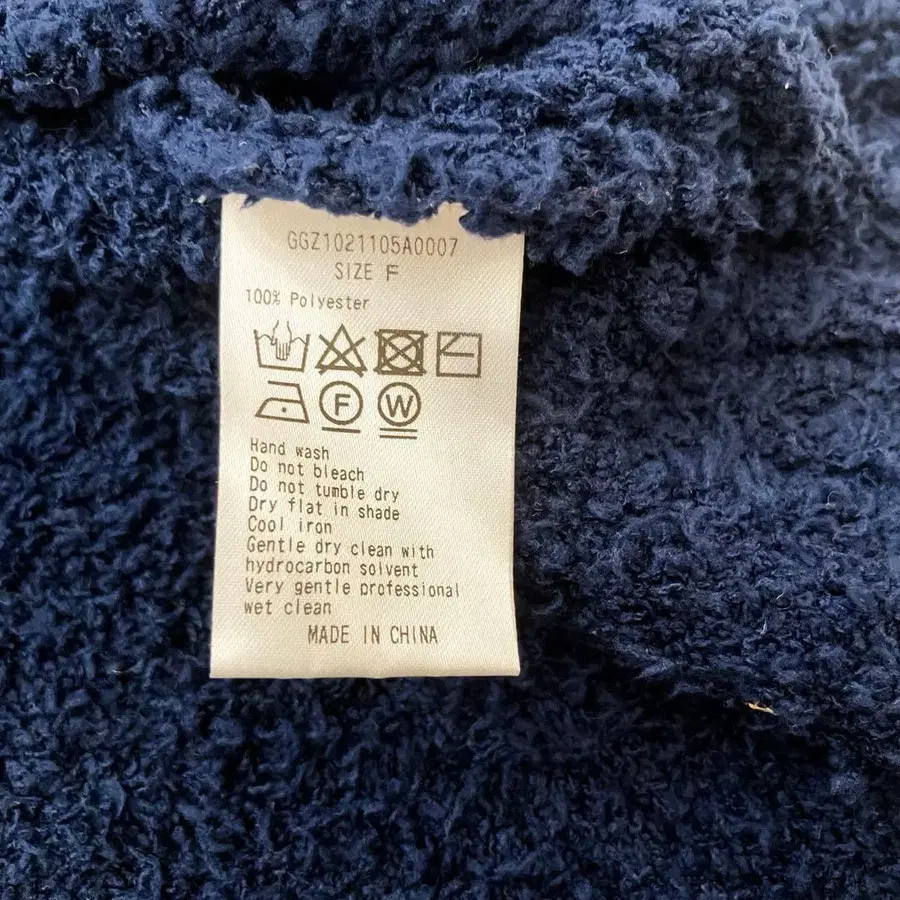 GGZ1021105A0007
SIZE F
100% Polyester
F W
Hand wash
Do not bleach
Do not tumble dry
Dry flat in shade
Cool iron
Gentle dry clean with
hydrocarbon solvent
Very gentle professional
wet clean
MADE IN CHINA